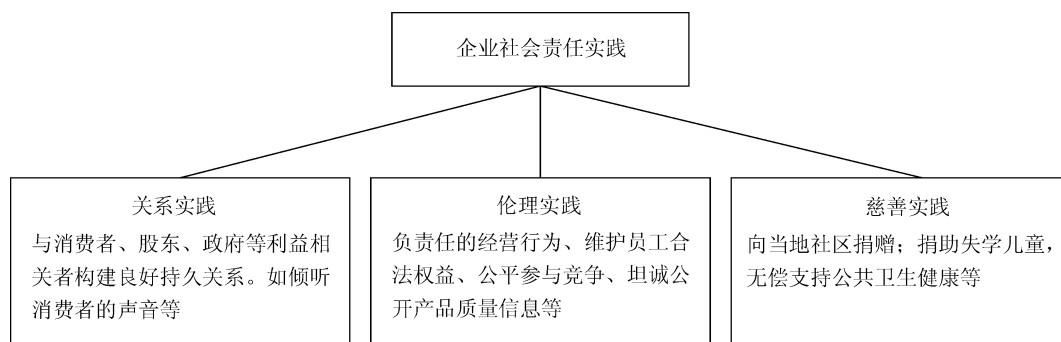 企业社会责任实践
关系实践
与消费者、股东、政府等利益相
关者构建良好持久关系。如倾听
消费者的声音等
伦理实践
负责任的经营行为、维护员工合
法权益、公平参与竞争、坦诚公
开产品质量信息等
慈善实践
向当地社区捐赠；捐助失学儿童，
无偿支持公共卫生健康等